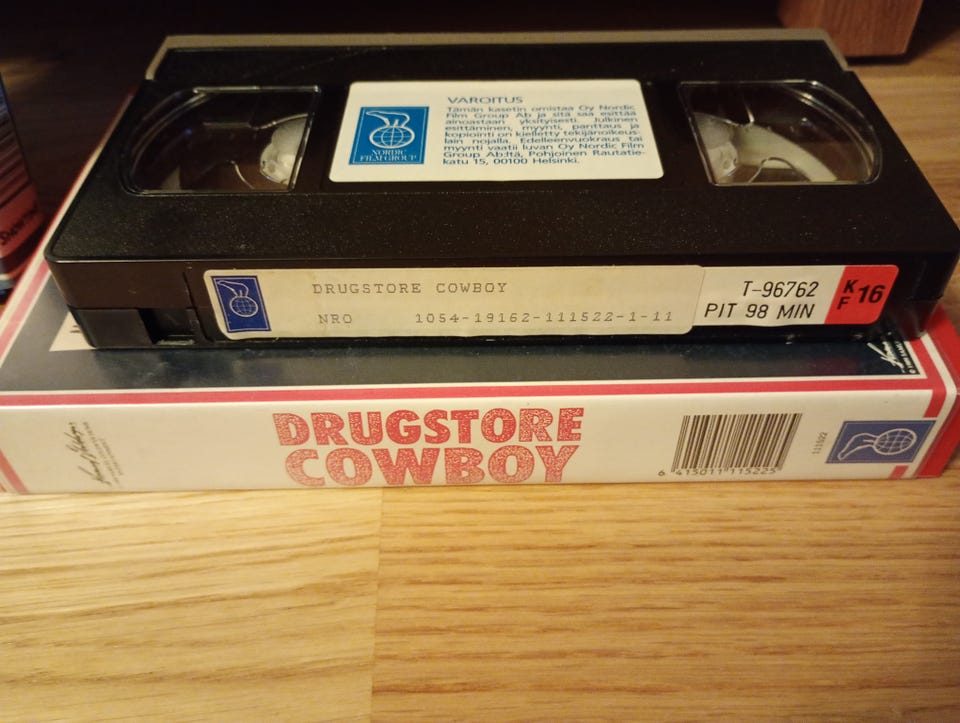 VAROITUS
Tämän kasetin omistaa Oy Nordic
Film Group Ab ja sitä saa esittää
ainoastaan yksityisesti. Julkinen
esittäminen, myynti, panttaus ja
kopiointi on kielletty tekijänoikeus-
lain nojalla. Edelleenvuokraus tai
myynti vaatii luvan Oy Nordic Film
Group Ab:ltä, Pohjoinen Rautatie-
katu 15, 00100 Helsinki.
NORDIC
FILM GROUP
DRUGSTORE COWBOY
NRO 1054-19162-111522-1-11
T-96762
PIT 98 MIN
K
F 16
DRUGSTORE
COWBOY
6 415011 115225
111522